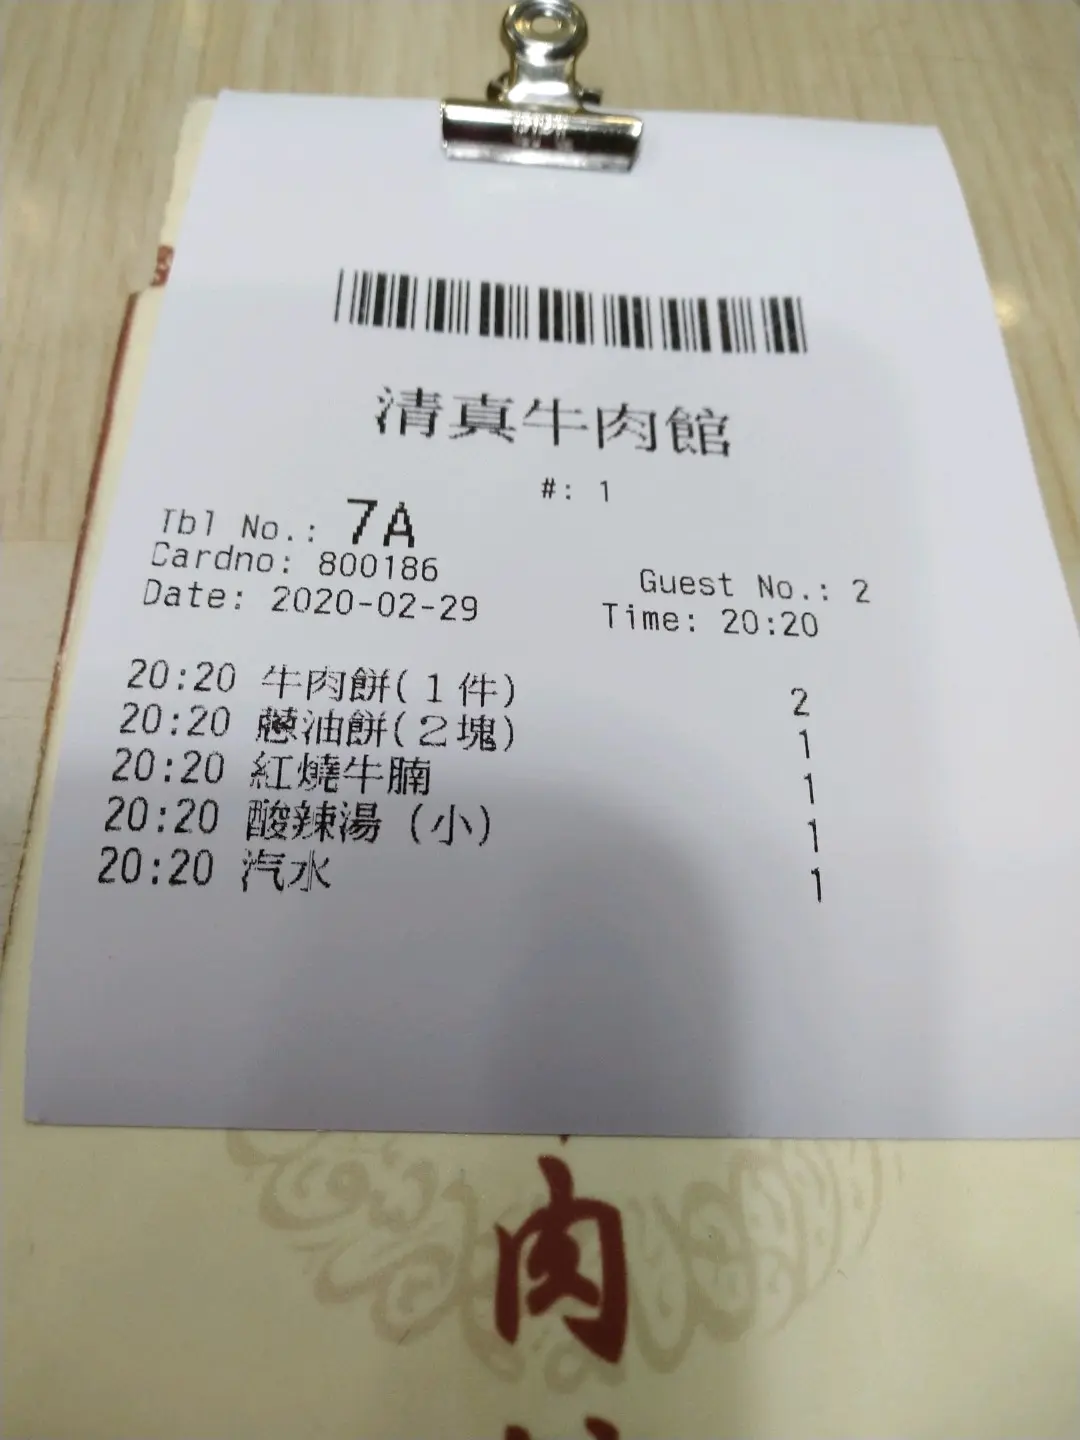 清真牛肉館
#: 1
Tbl No.: 7A
Cardno: 800186
Guest No.: 2
Date: 2020-02-29
Time: 20:20
20:20 牛肉餅(1件) 2
20:20 蔥油餅(2塊) 1
20:20 紅燒牛腩 1
20:20 酸辣湯 (小) 1
20:20 汽水 1
肉